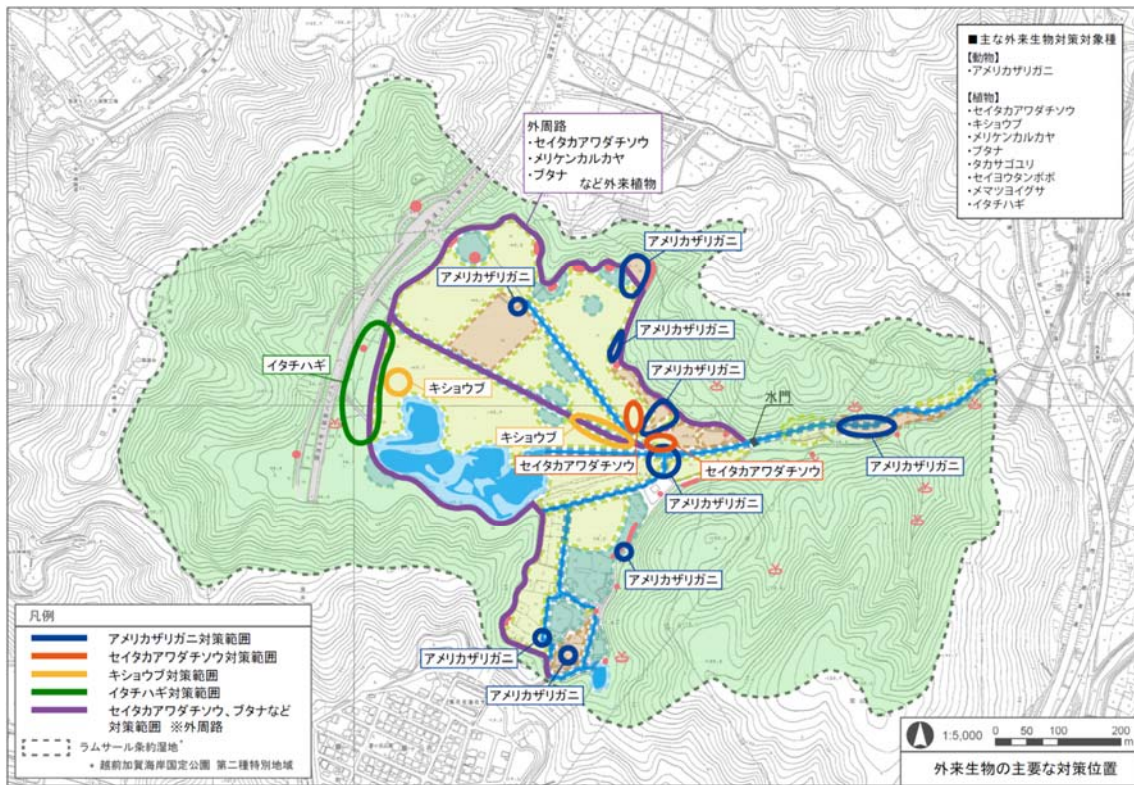 ■主な外来生物対策対象種
【動物】
・アメリカザリガニ
【植物】
・セイタカアワダチソウ
・キショウブ
・メリケンカルカヤ
・ブタナ
・タカサゴユリ
・セイヨウタンポポ
・メマツヨイグサ
・イタチハギ
外周路
・セイタカアワダチソウ
・メリケンカルカヤ
・ブタナ
など外来植物
アメリカザリガニ
アメリカザリガニ
アメリカザリガニ
イタチハギ
アメリカザリガニ
キショウブ
水門
キショウブ
セイタカアワダチソウ
セイタカアワダチソウ
アメリカザリガニ
アメリカザリガニ
アメリカザリガニ
アメリカザリガニ
アメリカザリガニ
凡例
アメリカザリガニ対策範囲
セイタカアワダチソウ対策範囲
キショウブ対策範囲
イタチハギ対策範囲
セイタカアワダチソウ、ブタナなど
対策範囲 ※外周路
ラムサール条約湿地*
* 越前加賀海岸国定公園 第二種特別地域
1:5,000 0 50 100 200
m
外来生物の主要な対策位置